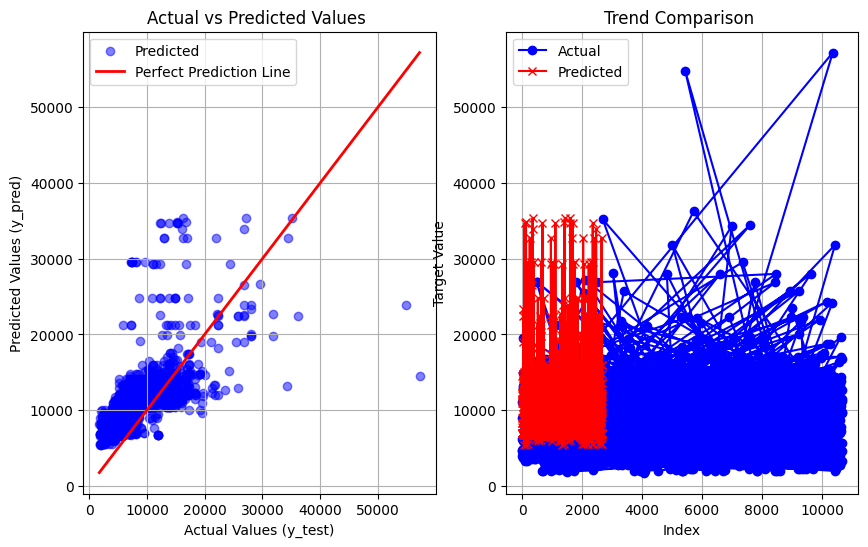 Actual vs Predicted Values
Predicted
Perfect Prediction Line
50000
40000
30000
20000
10000
0
Predicted Values (y_pred)
0
10000
20000
30000
40000
50000
Actual Values (y_test)
Trend Comparison
Actual
Predicted
50000
40000
30000
20000
10000
0
Target Value
0
2000
4000
6000
8000
10000
Index